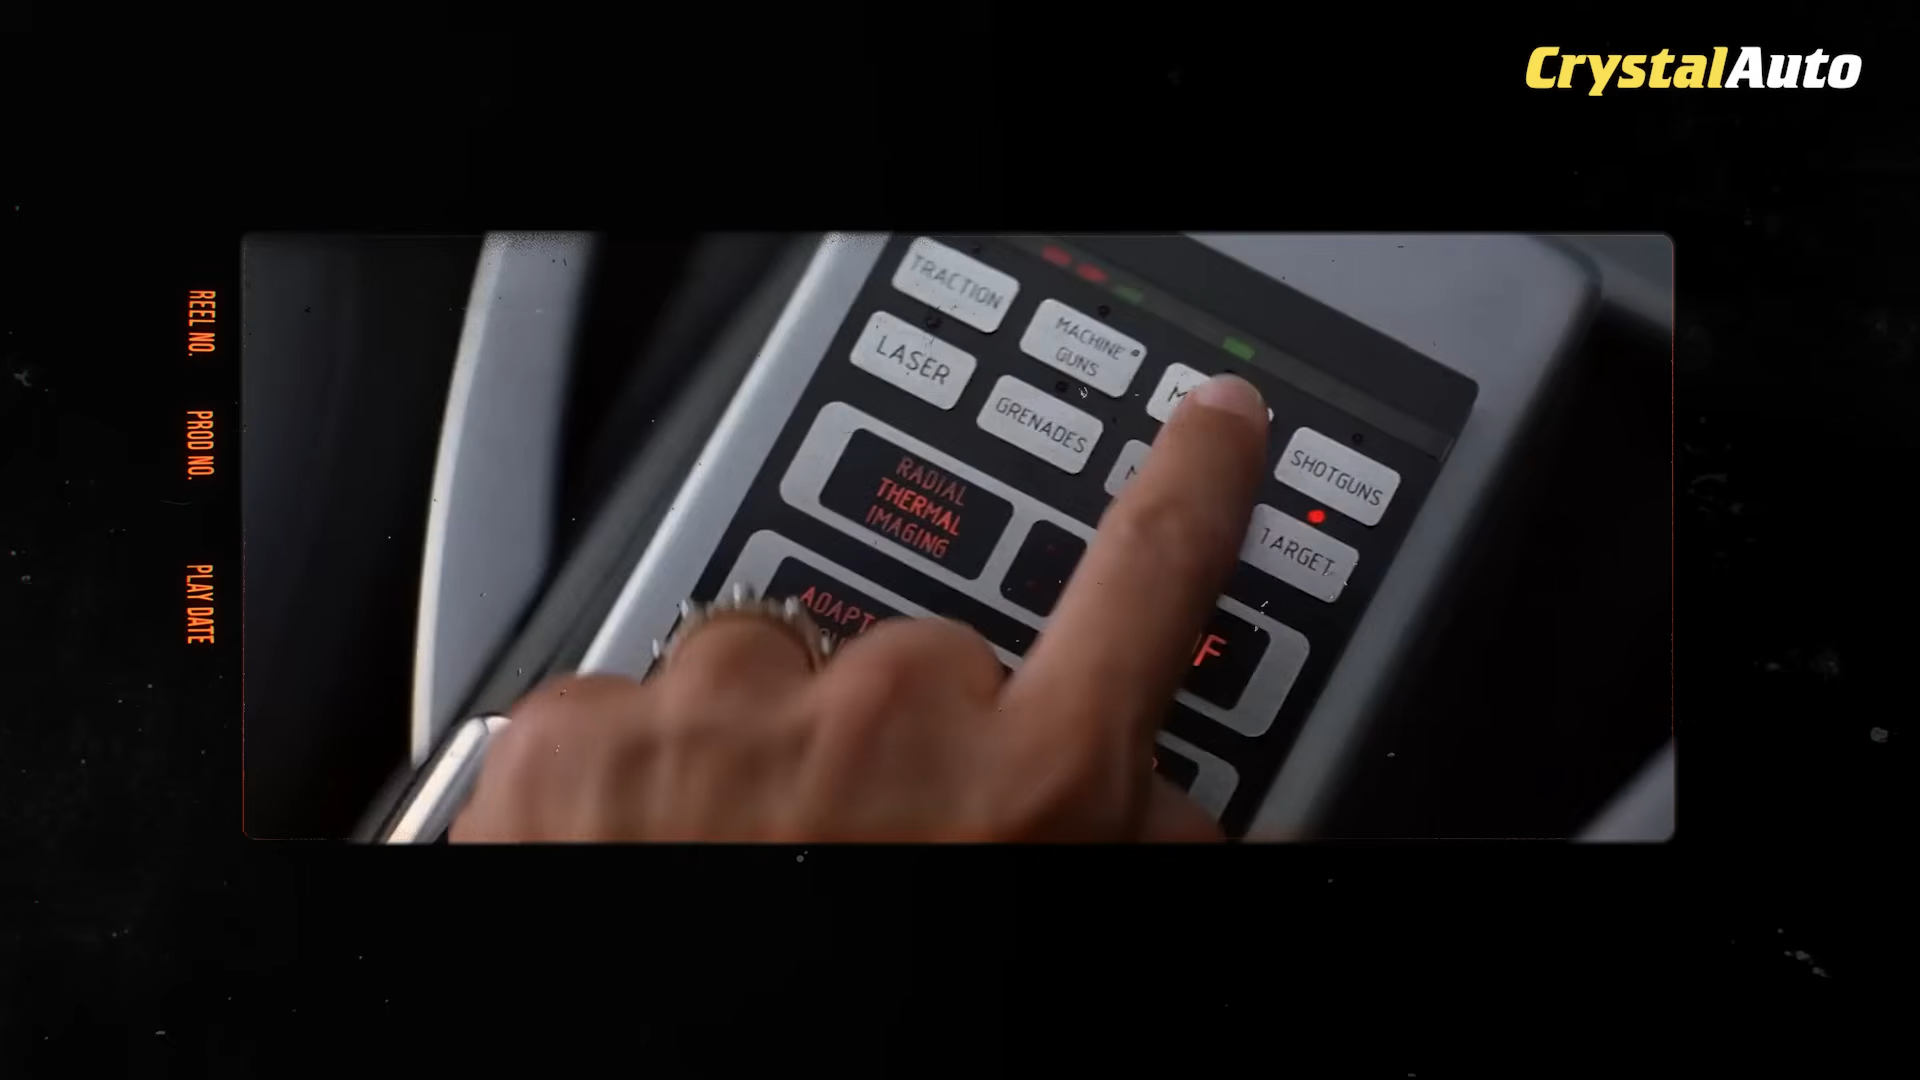 CrystalAuto
REEL NO.
PROD NO.
PLAY DATE
TRACTION
MACHINE
GUNS
SHOTGUNS
LASER
GRENADES
TARGET
RADIAL
THERMAL
IMAGING